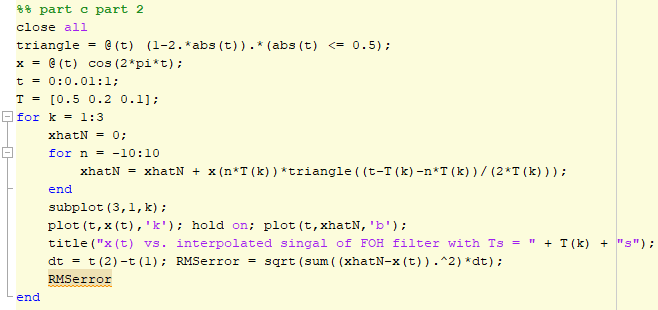 %% part c part 2
close all
triangle = @(t) (1-2.*abs(t)).*(abs(t) <= 0.5);
x = @(t) cos(2*pi*t);
t = 0:0.01:1;
T = [0.5 0.2 0.1];
for k = 1:3
    xhatN = 0;
    for n = -10:10
        xhatN = xhatN + x(n*T(k))*triangle((t-T(k)-n*T(k))/(2*T(k)));
    end
    subplot(3,1,k);
    plot(t,x(t),'k'); hold on; plot(t,xhatN,'b');
    title("x(t) vs. interpolated singal of FOH filter with Ts = " + T(k) + "s");
    dt = t(2)-t(1); RMSerror = sqrt(sum((xhatN-x(t)).^2)*dt);
    RMSerror
end